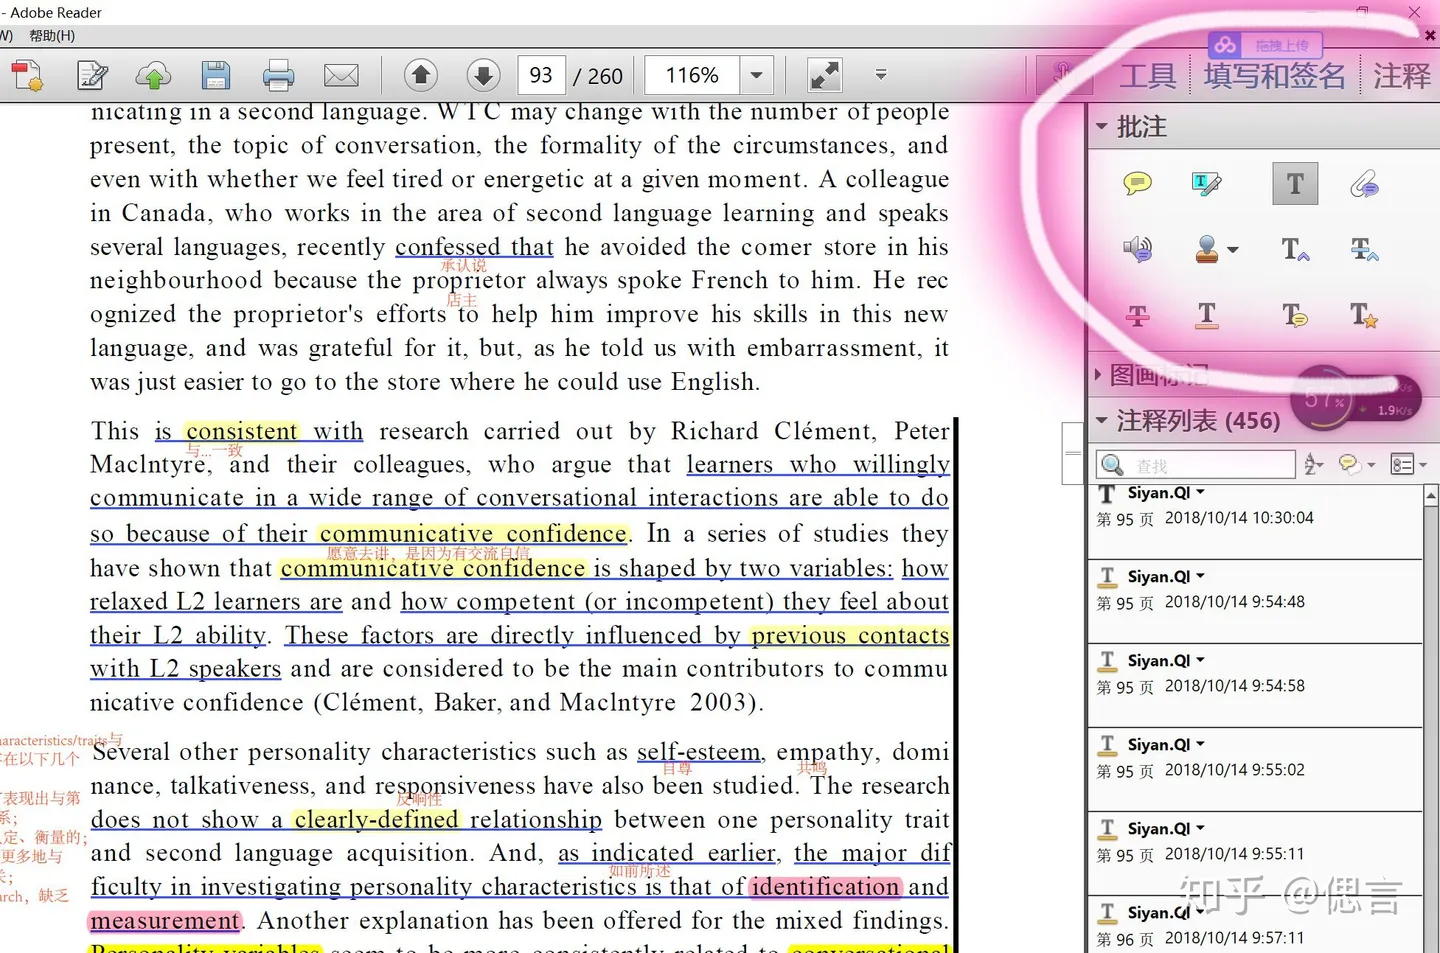 - Adobe Reader
W) 帮助(H)
拖拽上传
93 / 260 116% 工具 填写和签名 注释
nicating in a second language. WTC may change with the number of people
present, the topic of conversation, the formality of the circumstances, and
even with whether we feel tired or energetic at a given moment. A colleague
in Canada, who works in the area of second language learning and speaks
several languages, recently confessed that he avoided the comer store in his
承认说
neighbourhood because the proprietor always spoke French to him. He rec
店主
ognized the proprietor's efforts to help him improve his skills in this new
language, and was grateful for it, but, as he told us with embarrassment, it
was just easier to go to the store where he could use English.
This is consistent with research carried out by Richard Clément, Peter
与...一致
Maclntyre, and their colleagues, who argue that learners who willingly
communicate in a wide range of conversational interactions are able to do
so because of their communicative confidence. In a series of studies they
愿意去讲，是因为有交流自信
have shown that communicative confidence is shaped by two variables: how
relaxed L2 learners are and how competent (or incompetent) they feel about
their L2 ability. These factors are directly influenced by previous contacts
with L2 speakers and are considered to be the main contributors to commu
nicative confidence (Clément, Baker, and Maclntyre 2003).
Several other personality characteristics such as self-esteem, empathy, domi
自尊 共鸣
nance, talkativeness, and responsiveness have also been studied. The research
反响性
does not show a clearly-defined relationship between one personality trait
and second language acquisition. And, as indicated earlier, the major dif
如前所述
ficulty in investigating personality characteristics is that of identification and
measurement. Another explanation has been offered for the mixed findings.
Personality variables seem to be more consistently related to conversational
aracteristics/traits与
在以下几个
表现出与第
系；
定、衡量的；
更多地与
关；
arch，缺乏
批注
图画标记
57%
1.9K/s
注释列表 (456)
查找
Siyan.QI
第 95 页 2018/10/14 10:30:04
Siyan.QI
第 95 页 2018/10/14 9:54:48
Siyan.QI
第 95 页 2018/10/14 9:54:58
Siyan.QI
第 95 页 2018/10/14 9:55:02
Siyan.QI
第 95 页 2018/10/14 9:55:11
Siyan.QI
第 96 页 2018/10/14 9:57:11
知乎 @偲言